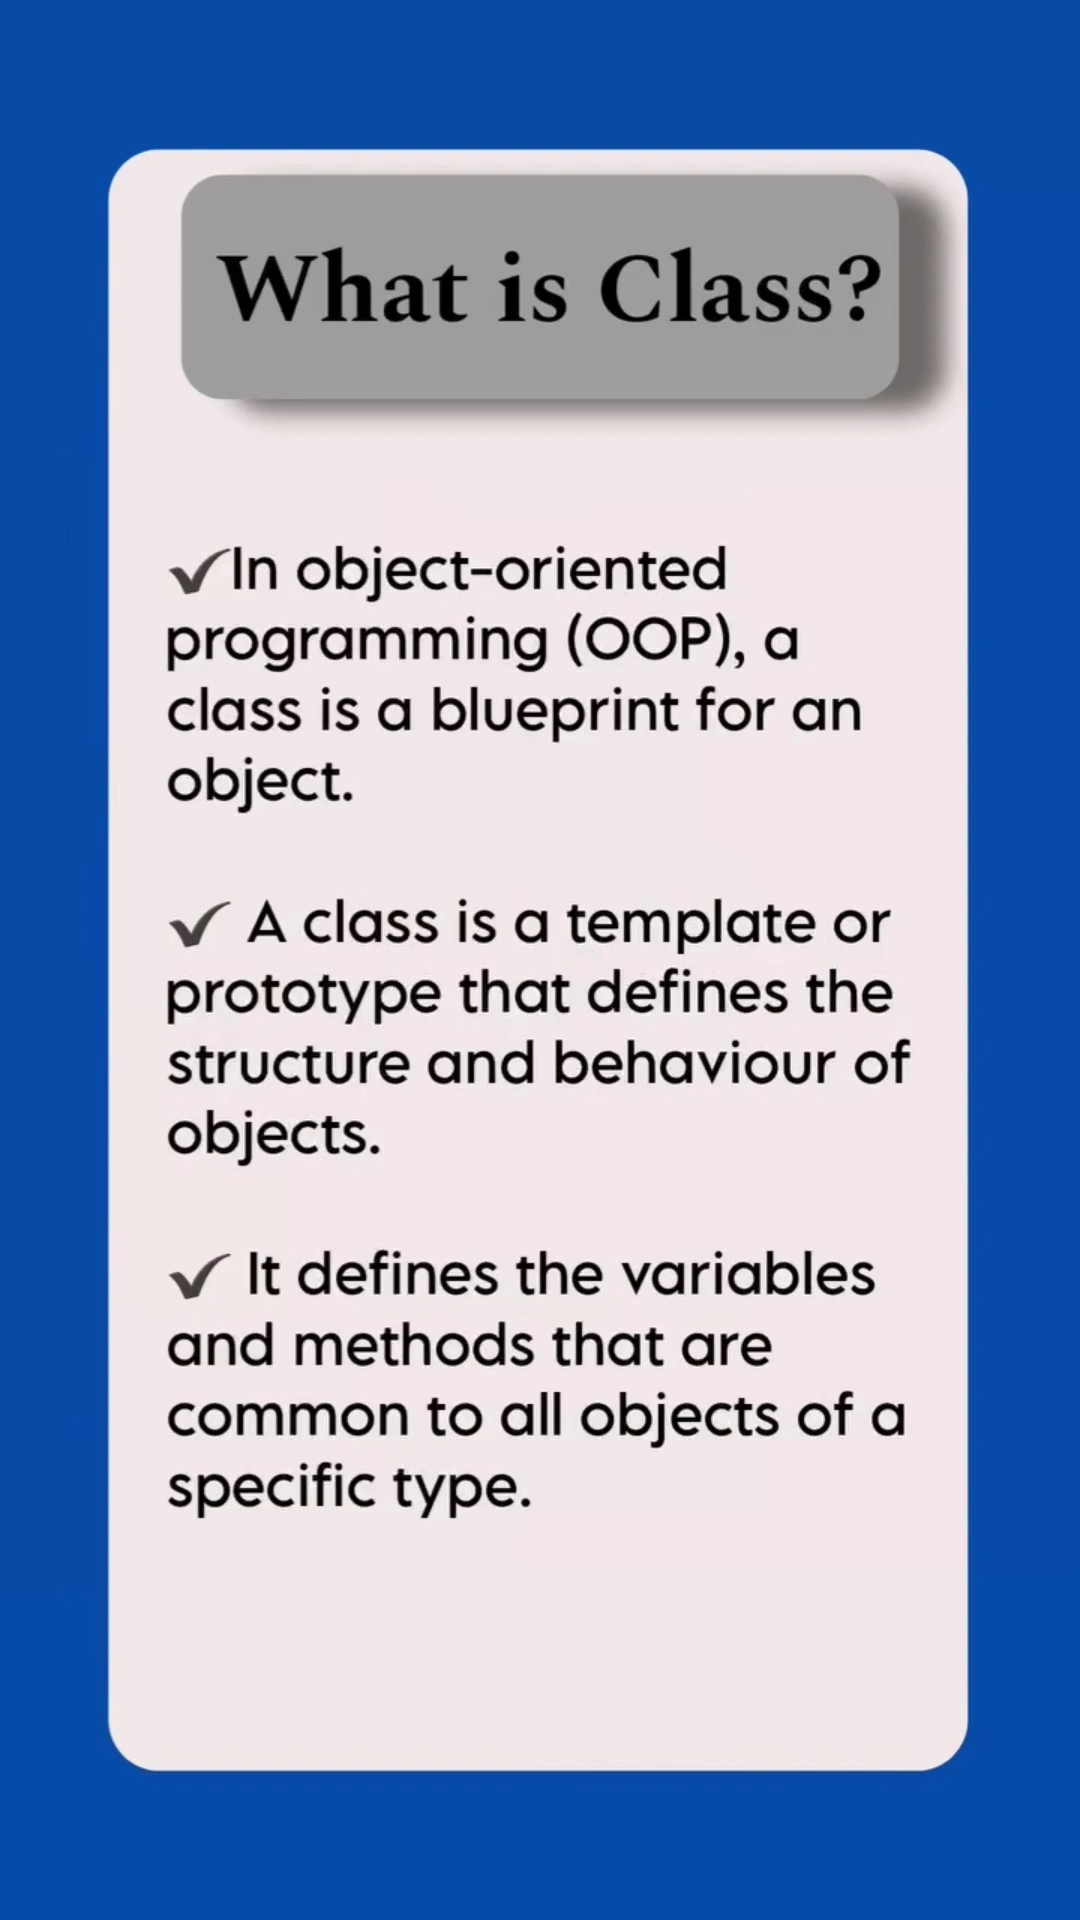 What is Class?
✔In object-oriented
programming (OOP), a
class is a blueprint for an
object.
✔ A class is a template or
prototype that defines the
structure and behaviour of
objects.
✔ It defines the variables
and methods that are
common to all objects of a
specific type.